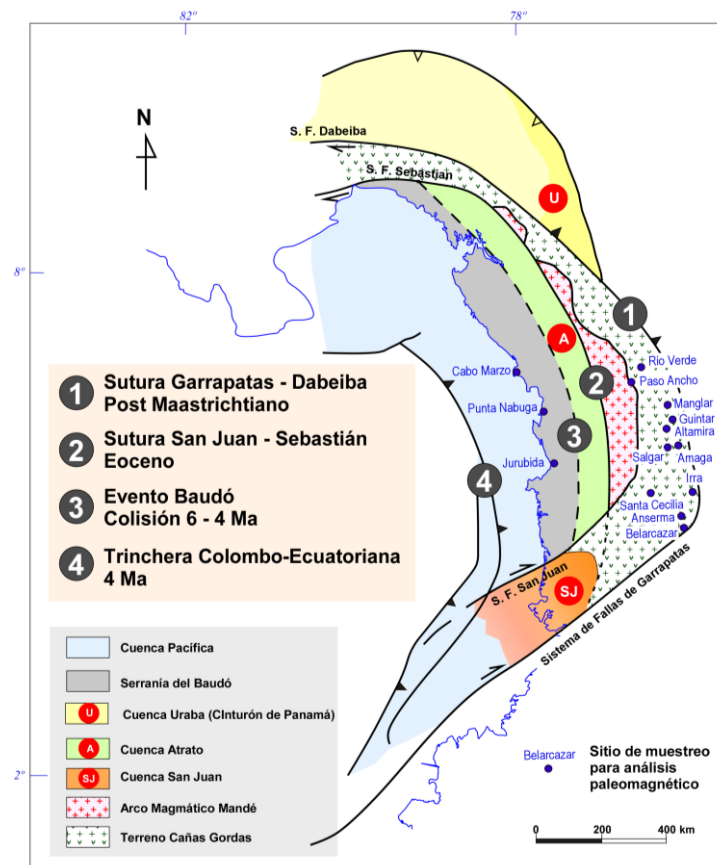 82º
78º
N
S. F. Dabeiba
S. F. Sebastian
U
8º
1
A
2
Rio Verde
Paso Ancho
Cabo Marzo
Manglar
Punta Nabuga
Guintar
Altamira
3
Salgar
Amaga
Jurubida
4
Irra
Santa Cecilia
Anserma
Belarcazar
S. F. San Juan
SJ
Sistema de Fallas de Garrapatas
1 Sutura Garrapatas - Dabeiba
Post Maastrichtiano
2 Sutura San Juan - Sebastián
Eoceno
3 Evento Baudó
Colisión 6 - 4 Ma
4 Trinchera Colombo-Ecuatoriana
4 Ma
Cuenca Pacífica
Serranía del Baudó
U Cuenca Uraba (CInturón de Panamá)
A Cuenca Atrato
SJ Cuenca San Juan
Arco Magmático Mandé
Terreno Cañas Gordas
2º
Belarcazar
Sitio de muestreo
para análisis
paleomagnético
0 200 400 km